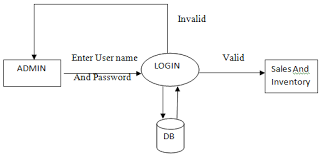 Invalid
Enter User name
Valid
ADMIN
LOGIN
Sales And
And Password
Inventory
DB